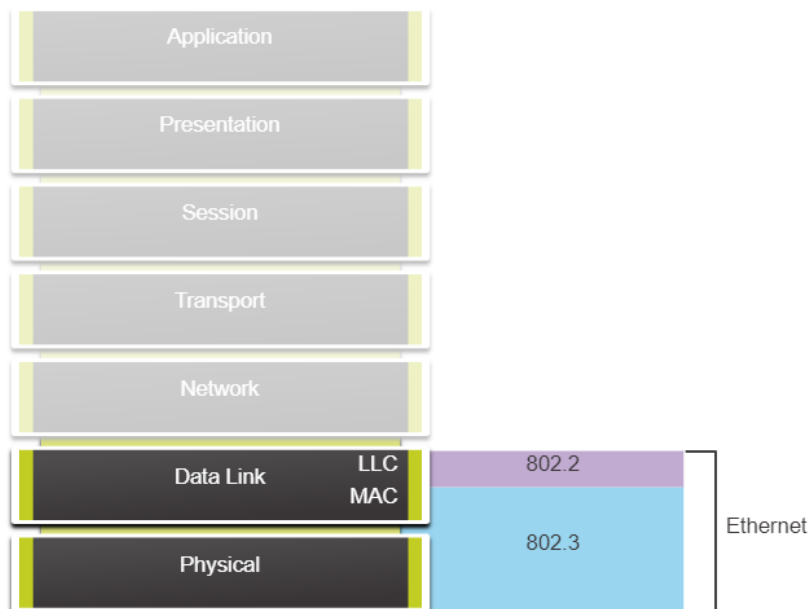 Application
Presentation
Session
Transport
Network
Data Link
LLC
MAC
802.2
802.3
Ethernet
Physical